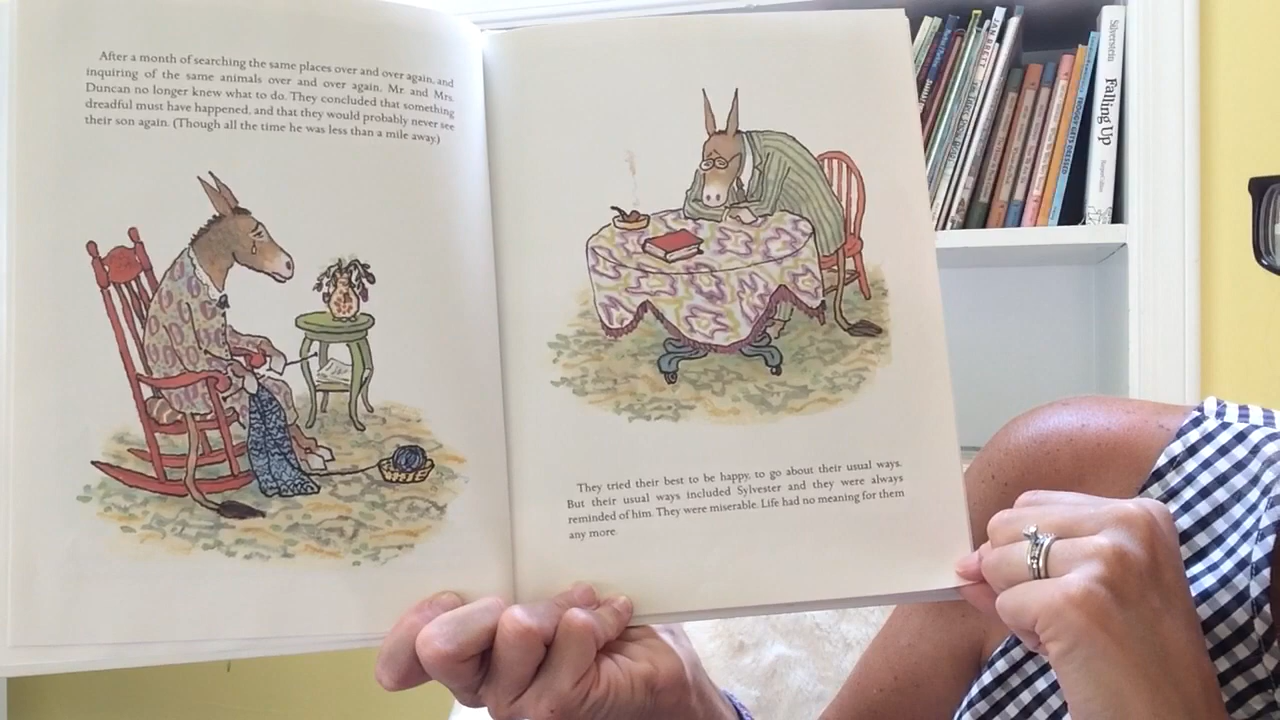 After a month of searching the same places over and over again, and
inquiring of the same animals over and over again, Mr. and Mrs.
Duncan no longer knew what to do. They concluded that something
dreadful must have happened, and that they would probably never see
their son again. (Though all the time he was less than a mile away.)
They tried their best to be happy, to go about their usual ways.
But their usual ways included Sylvester and they were always
reminded of him. They were miserable. Life had no meaning for them
any more.
JAN BRETT
FROGGY GETS DRESSED
Silverstein
Falling Up